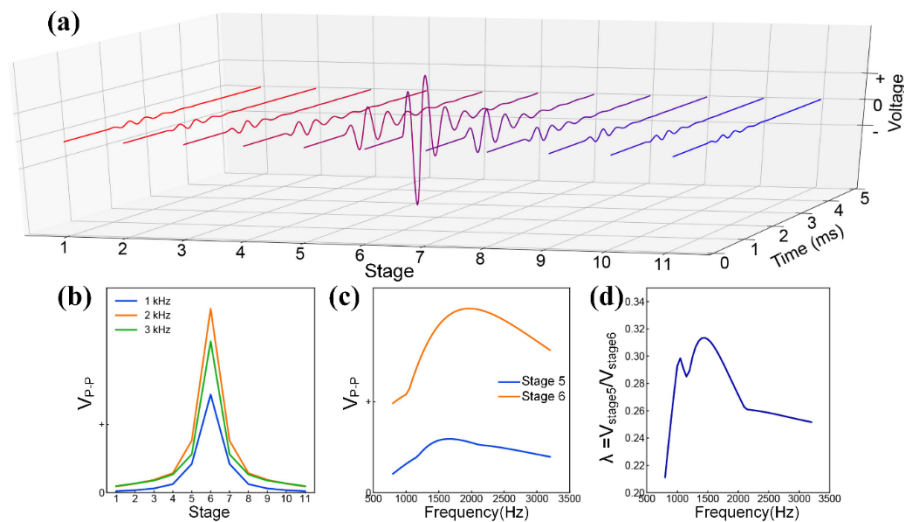 (a)
+
0
-
Voltage
5
4
3
2
1
0
Time (ms)
1 2 3 4 5 6 7 8 9 10 11
Stage
(b)
1 kHz
2 kHz
3 kHz
VP-P
+
0
1 2 3 4 5 6 7 8 9 10 11
Stage
(c)
Stage 5
Stage 6
VP-P
+
0
500 1000 1500 2000 2500 3000 3500
Frequency(Hz)
(d)
λ =Vstage5/Vstage6
0.34
0.32
0.30
0.28
0.26
0.24
0.22
0.20
500 1000 1500 2000 2500 3000 3500
Frequency(Hz)